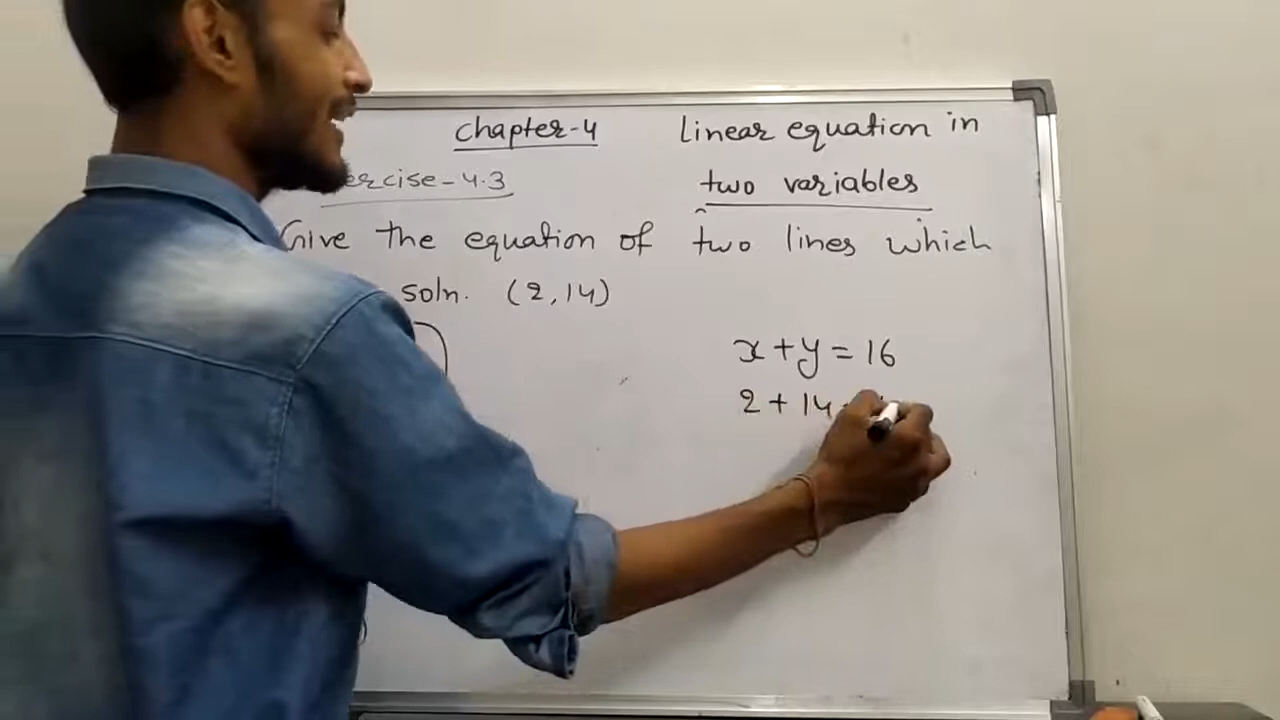 Chapter-4
Linear equation in
two variables
ercise-4.3
Give the equation of two lines which
soln. (2,14)
x+y=16
2+14